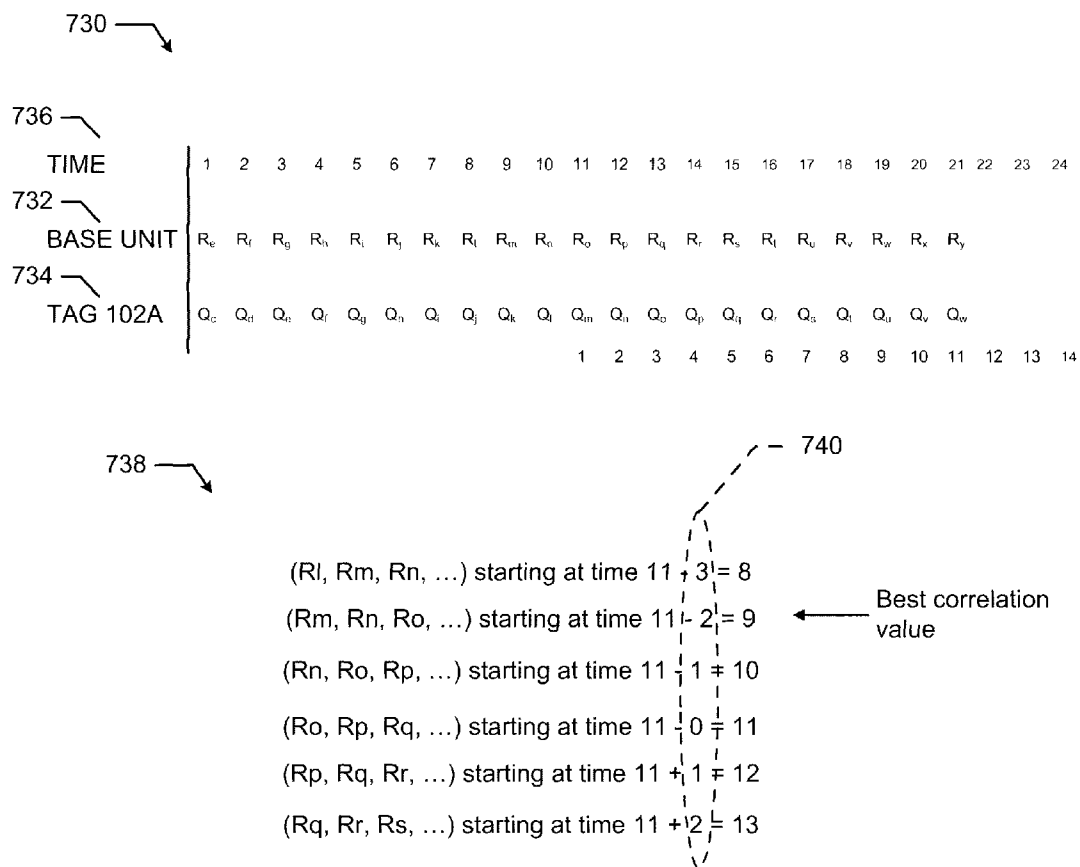 730
736
TIME 1 2 3 4 5 6 7 8 9 10 11 12 13 14 15 16 17 18 19 20 21 22 23 24
732
BASE UNIT Re Rf Rg Rh Ri Rj Rk Rl Rm Rn Ro Rp Rq Rr Rs Rt Ru Rv Rw Rx Ry
734
TAG 102A Qc Qd Qe Qf Qg Qh Qi Qj Qk Ql Qm Qn Qo Qp Qq Qr Qs Qt Qu Qv Qw
1 2 3 4 5 6 7 8 9 10 11 12 13 14
740
738
(Rl, Rm, Rn, ...) starting at time 11 - 3 = 8
(Rm, Rn, Ro, ...) starting at time 11 - 2 = 9
Best correlation
value
(Rn, Ro, Rp, ...) starting at time 11 - 1 = 10
(Ro, Rp, Rq, ...) starting at time 11 - 0 = 11
(Rp, Rq, Rr, ...) starting at time 11 + 1 = 12
(Rq, Rr, Rs, ...) starting at time 11 + 2 = 13